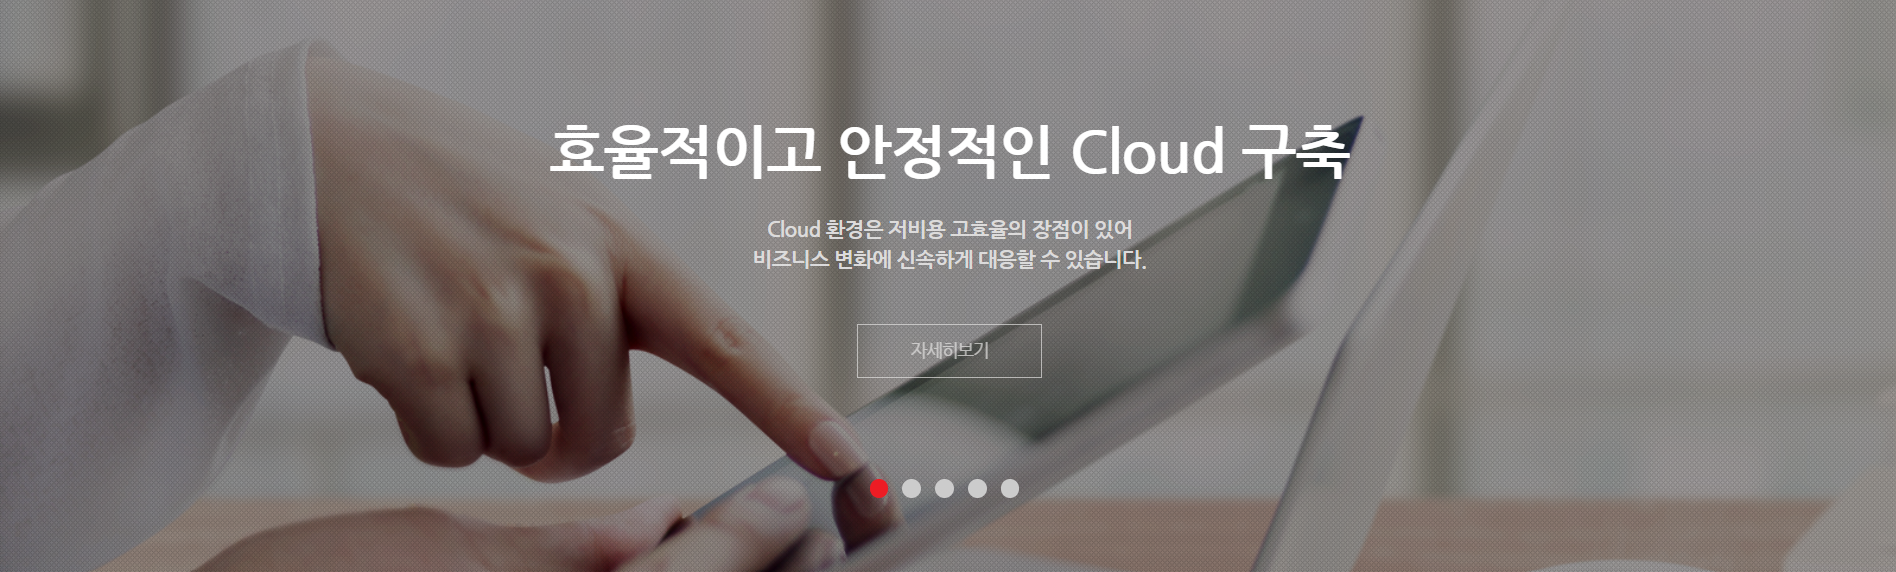 효율적이고 안정적인 Cloud 구축
Cloud 환경은 저비용 고효율의 장점이 있어
비즈니스 변화에 신속하게 대응할 수 있습니다.
자세히보기